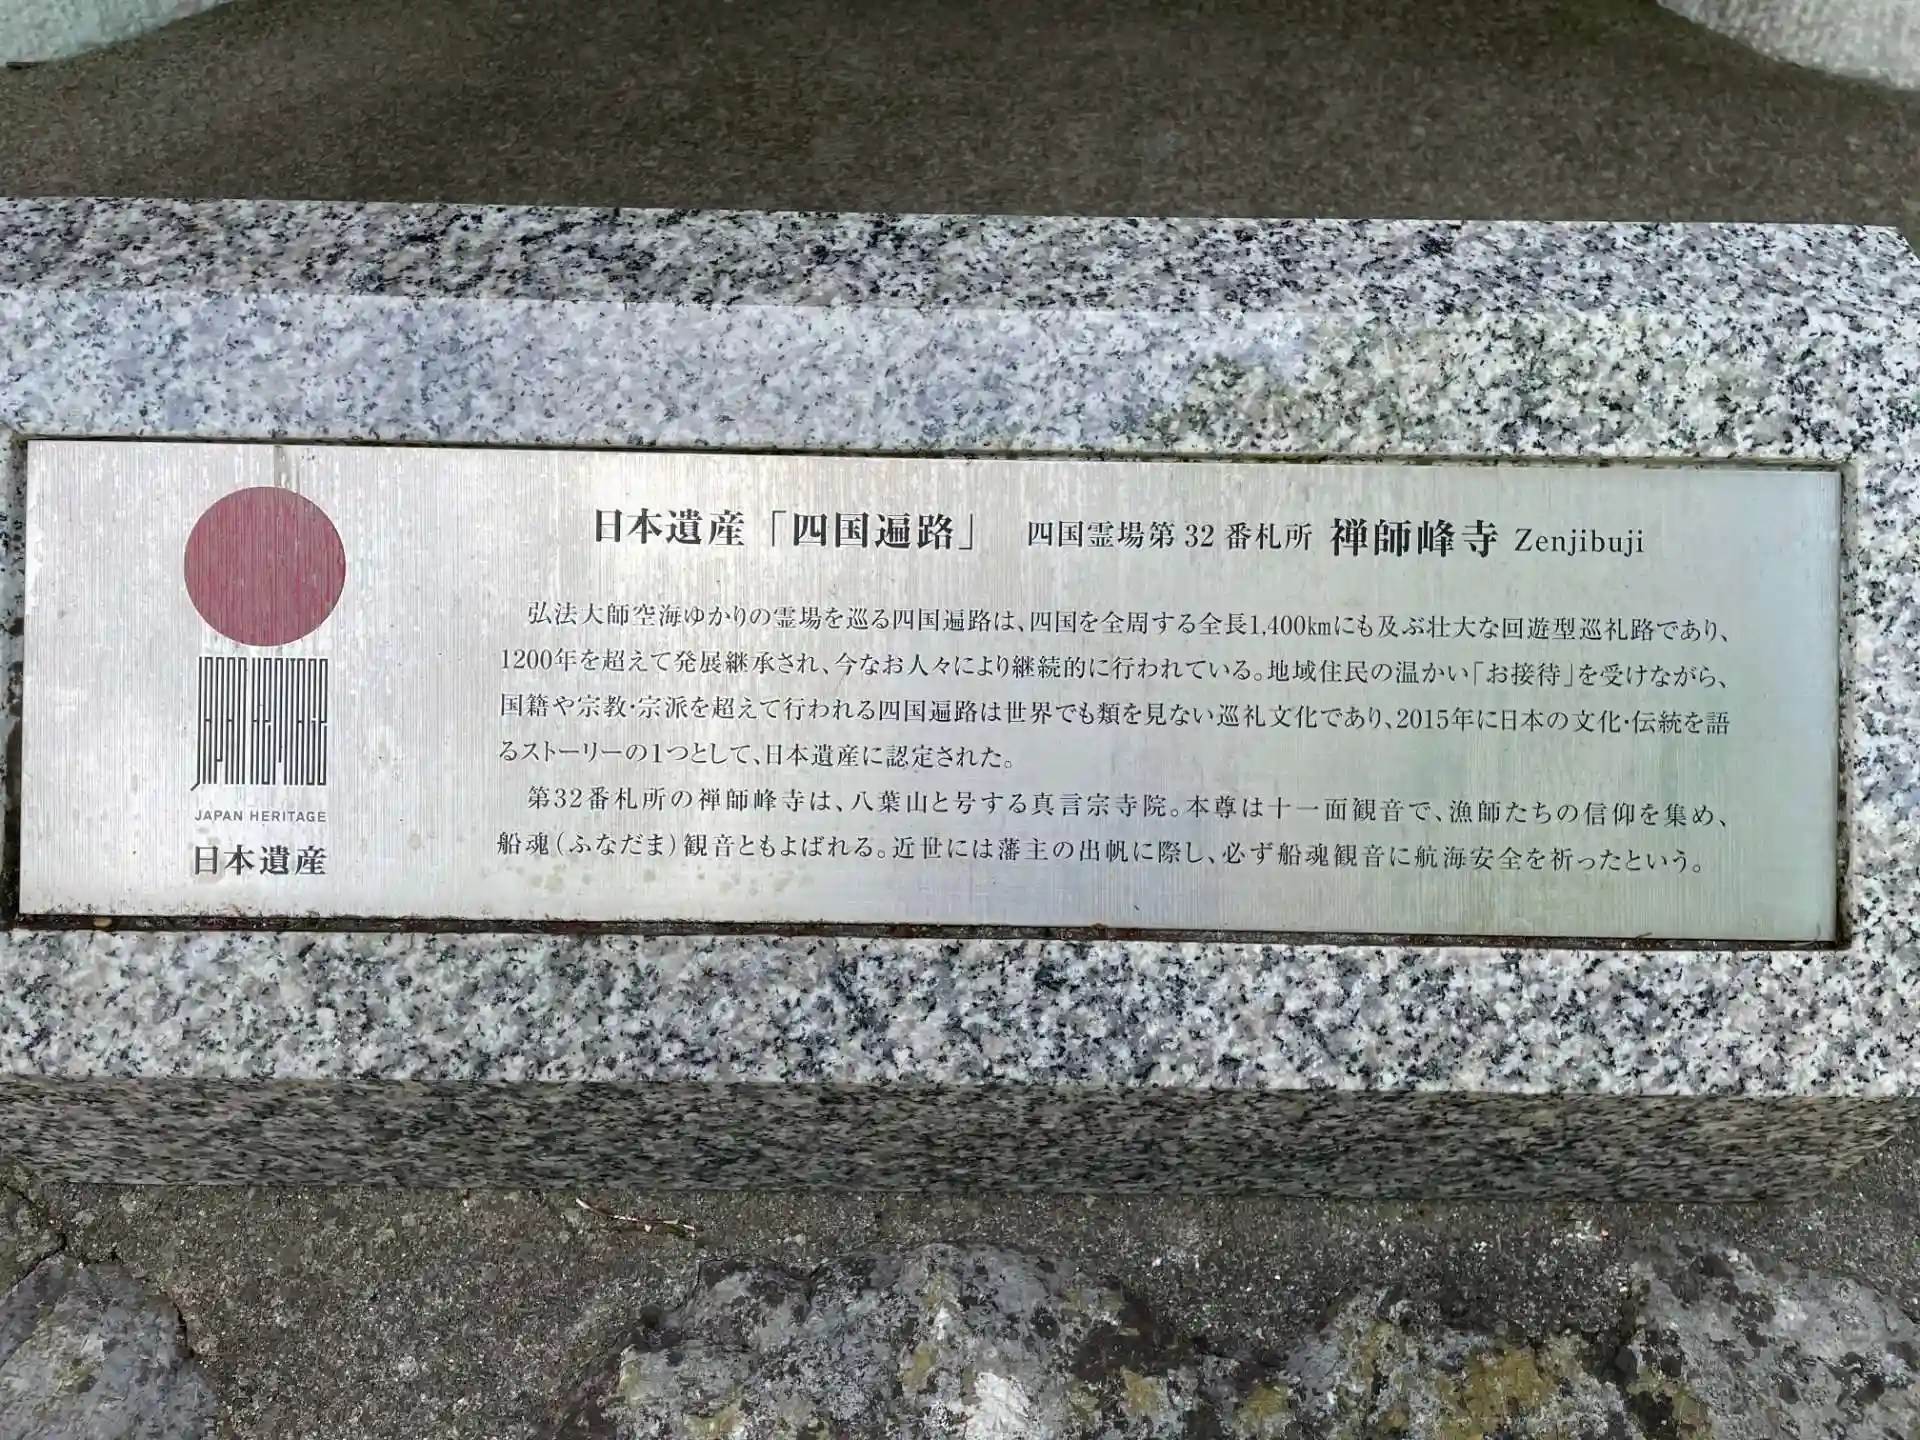 日本遺産「四国遍路」 四国霊場第32番札所 禅師峰寺 Zenjibuji
弘法大師空海ゆかりの霊場を巡る四国遍路は、四国を全周する全長1,400kmにも及ぶ壮大な回遊型巡礼路であり、
1200年を超えて発展継承され、今なお人々により継続的に行われている。地域住民の温かい「お接待」を受けながら、
国籍や宗教・宗派を超えて行われる四国遍路は世界でも類を見ない巡礼文化であり、2015年に日本の文化・伝統を語
るストーリーの1つとして、日本遺産に認定された。
第32番札所の禅師峰寺は、八葉山と号する真言宗寺院。本尊は十一面観音で、漁師たちの信仰を集め、
船魂(ふなだま)観音ともよばれる。近世には藩主の出帆に際し、必ず船魂観音に航海安全を祈ったという。
JAPAN HERITAGE
JAPAN HERITAGE
日本遺産